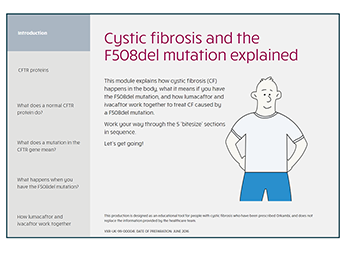 Introduction
CFTR proteins
What does a normal CFTR
protein do?
What does a mutation in the
CFTR gene mean?
What happens when you
have the F508del mutation?
How lumacaftor and
ivacaftor work together
Cystic fibrosis and the
F508del mutation explained
This module explains how cystic fibrosis (CF)
happens in the body, what it means if you have
the F508del mutation, and how lumacaftor and
ivacaftor work together to treat CF caused by
a F508del mutation.
Work your way through the 5 'bitesize' sections
in sequence.
Let's get going!
This production is designed as an educational tool for people with cystic fibrosis who have been prescribed Orkambi, and does not
replace the information provided by the healthcare team.
DATE OF PREPARATION: JUNE 2016